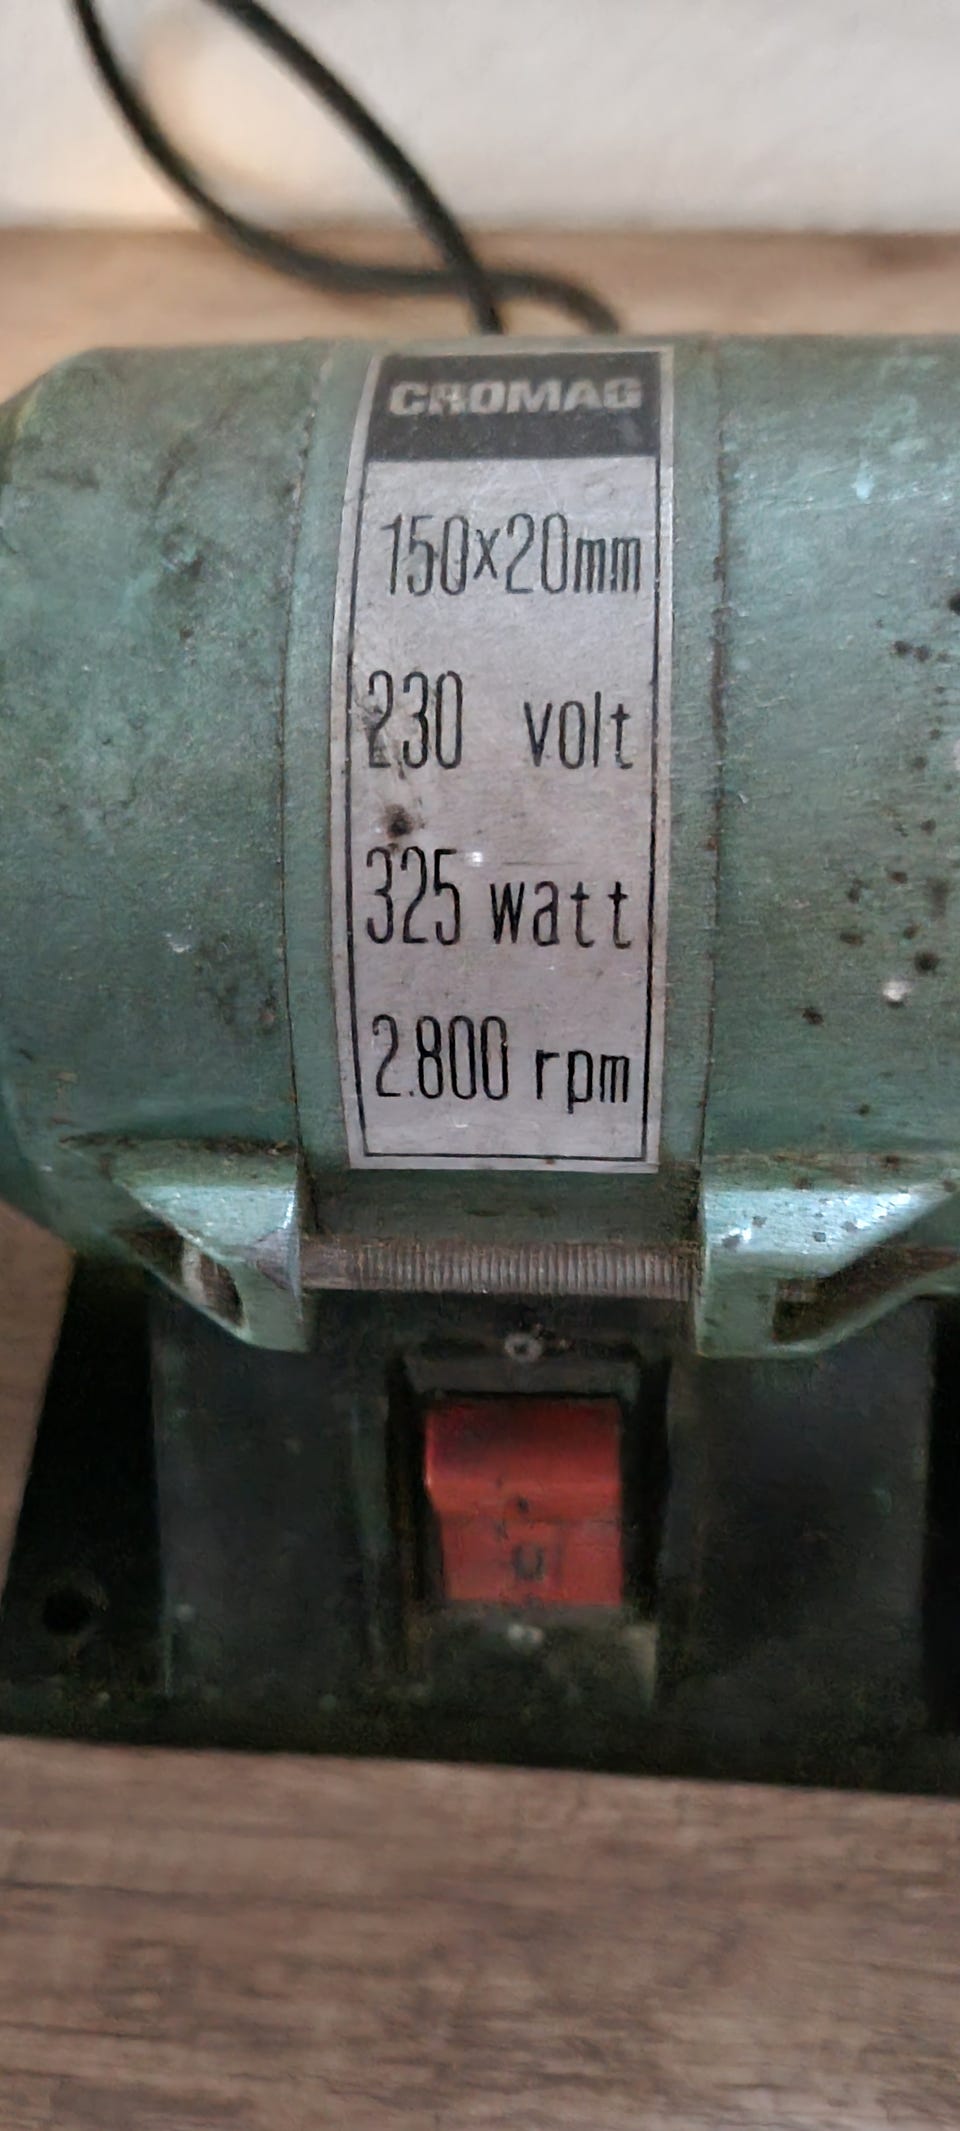 CROMAG
150x20mm
230 volt
325 watt
2.800 rpm